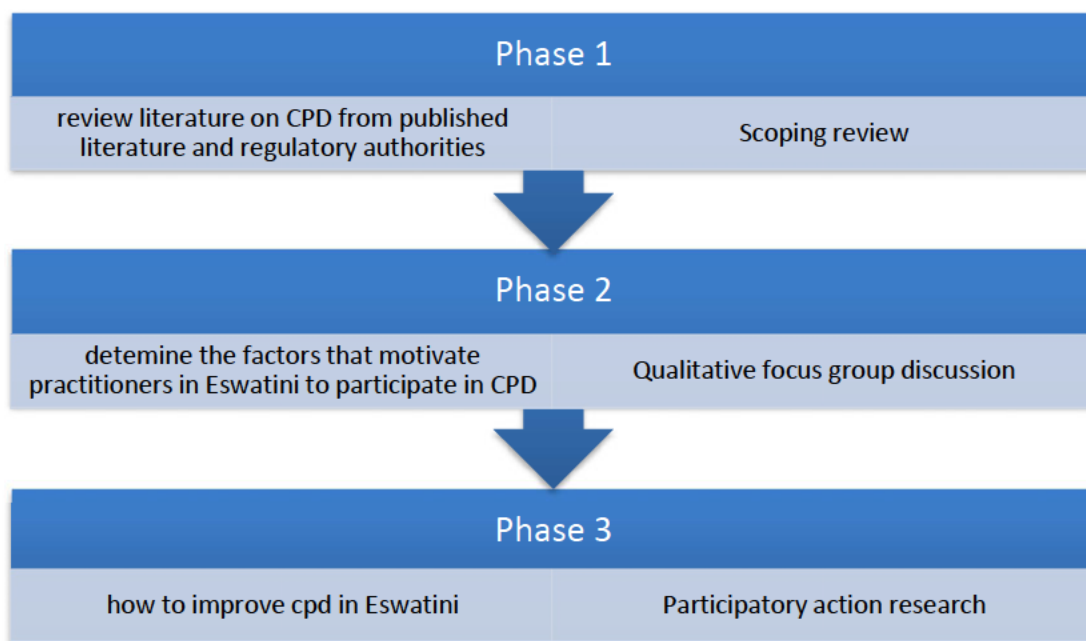 Phase 1
review literature on CPD from published
literature and regulatory authorities
Scoping review
Phase 2
detemine the factors that motivate
practitioners in Eswatini to participate in CPD
Qualitative focus group discussion
Phase 3
how to improve cpd in Eswatini
Participatory action research